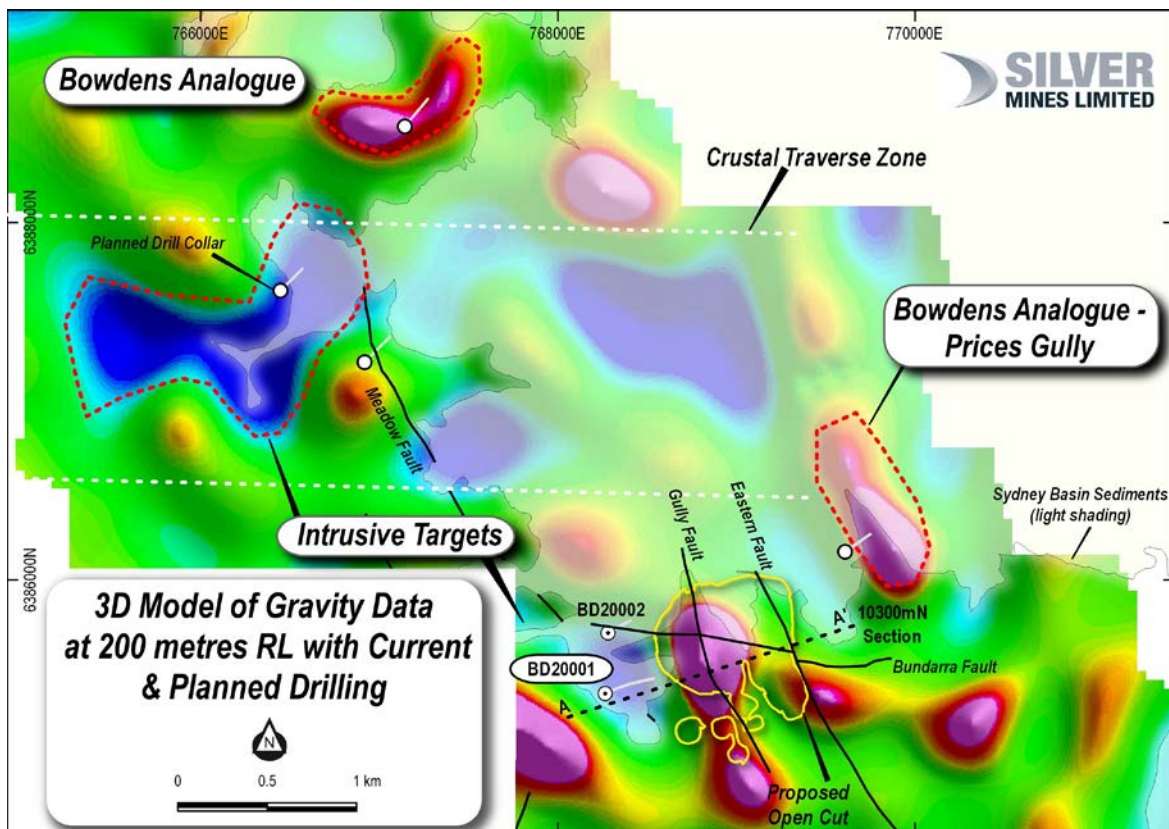 766000E
768000E
770000E
Bowdens Analogue
SILVER
MINES LIMITED
Crustal Traverse Zone
6388000N
Planned Drill Collar
Bowdens Analogue -
Prices Gully
Meadow Fault
Gully Fault
Eastern Fault
Sydney Basin Sediments
(light shading)
Intrusive Targets
6386000N
3D Model of Gravity Data
at 200 metres RL with Current
& Planned Drilling
N
0 0.5 1 km
BD20002
BD20001
A
A'
10300mN
Section
Bundarra Fault
Proposed
Open Cut